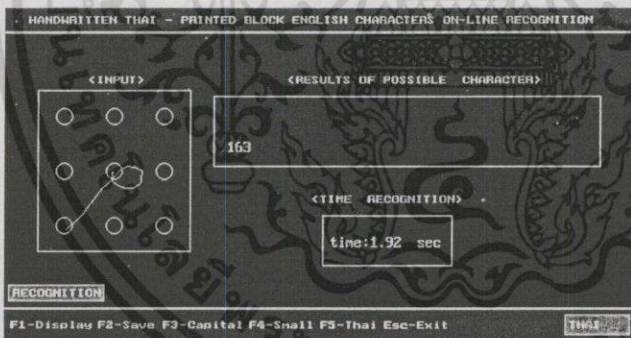 HANDWRITTEN THAI - PRINTED BLOCK ENGLISH CHARACTERS ON-LINE RECOGNITION
<INPUT>
<RESULTS OF POSSIBLE CHARACTER>
163
<TIME RECOGNITION>
time:1.92 sec
RECOGNITION
F1-Display F2-Save F3-Capital F4-Small F5-Thai Esc-Exit
THAI